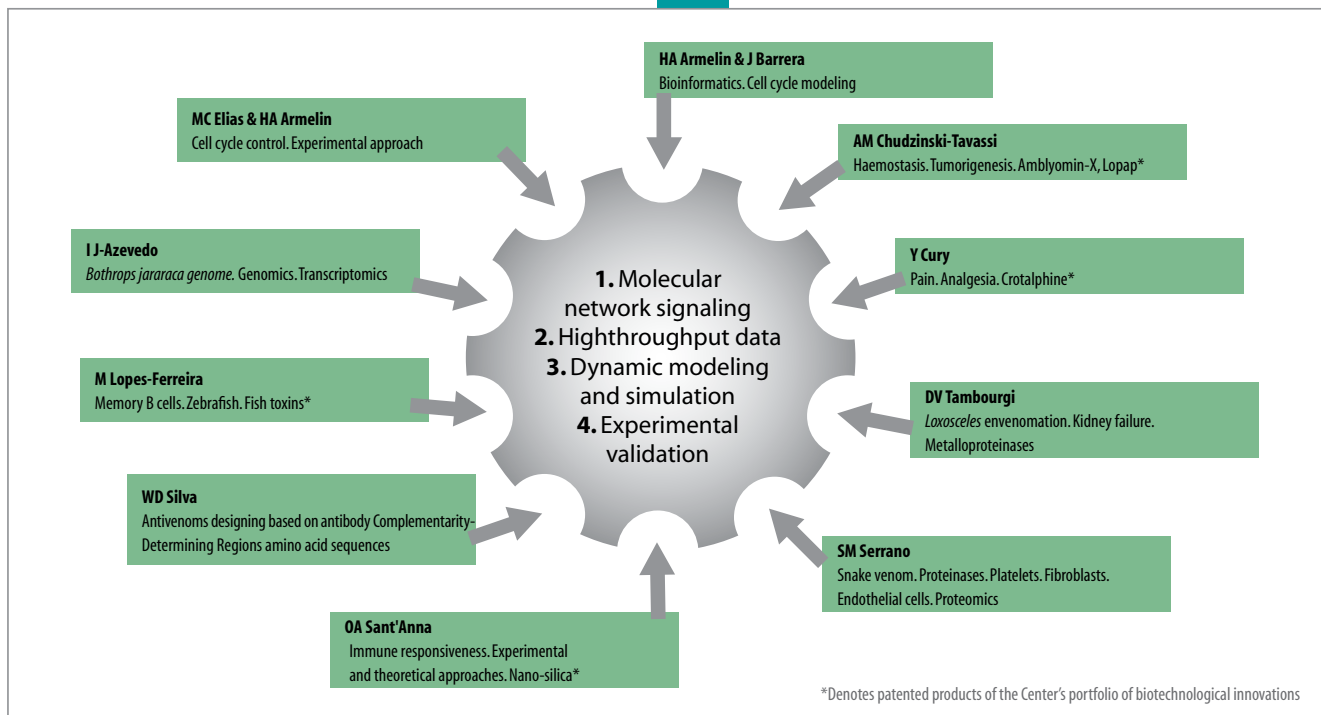 HA Armelin & J Barrera
Bioinformatics. Cell cycle modeling
MC Elias & HA Armelin
Cell cycle control. Experimental approach
AM Chudzinski-Tavassi
Haemostasis. Tumorigenesis. Amblyomin-X, Lopap*
I J-Azevedo
Bothrops jararaca genome. Genomics. Transcriptomics
Y Cury
Pain. Analgesia. Crotalphine*
1. Molecular
network signaling
2. Highthroughput data
3. Dynamic modeling
and simulation
4. Experimental
validation
M Lopes-Ferreira
Memory B cells. Zebrafish. Fish toxins*
DV Tambourgi
Loxosceles envenomation. Kidney failure.
Metalloproteinases
WD Silva
Antivenoms designing based on antibody Complementarity-
Determining Regions amino acid sequences
SM Serrano
Snake venom. Proteinases. Platelets. Fibroblasts.
Endothelial cells. Proteomics
OA Sant'Anna
Immune responsiveness. Experimental
and theoretical approaches. Nano-silica*
*Denotes patented products of the Center's portfolio of biotechnological innovations